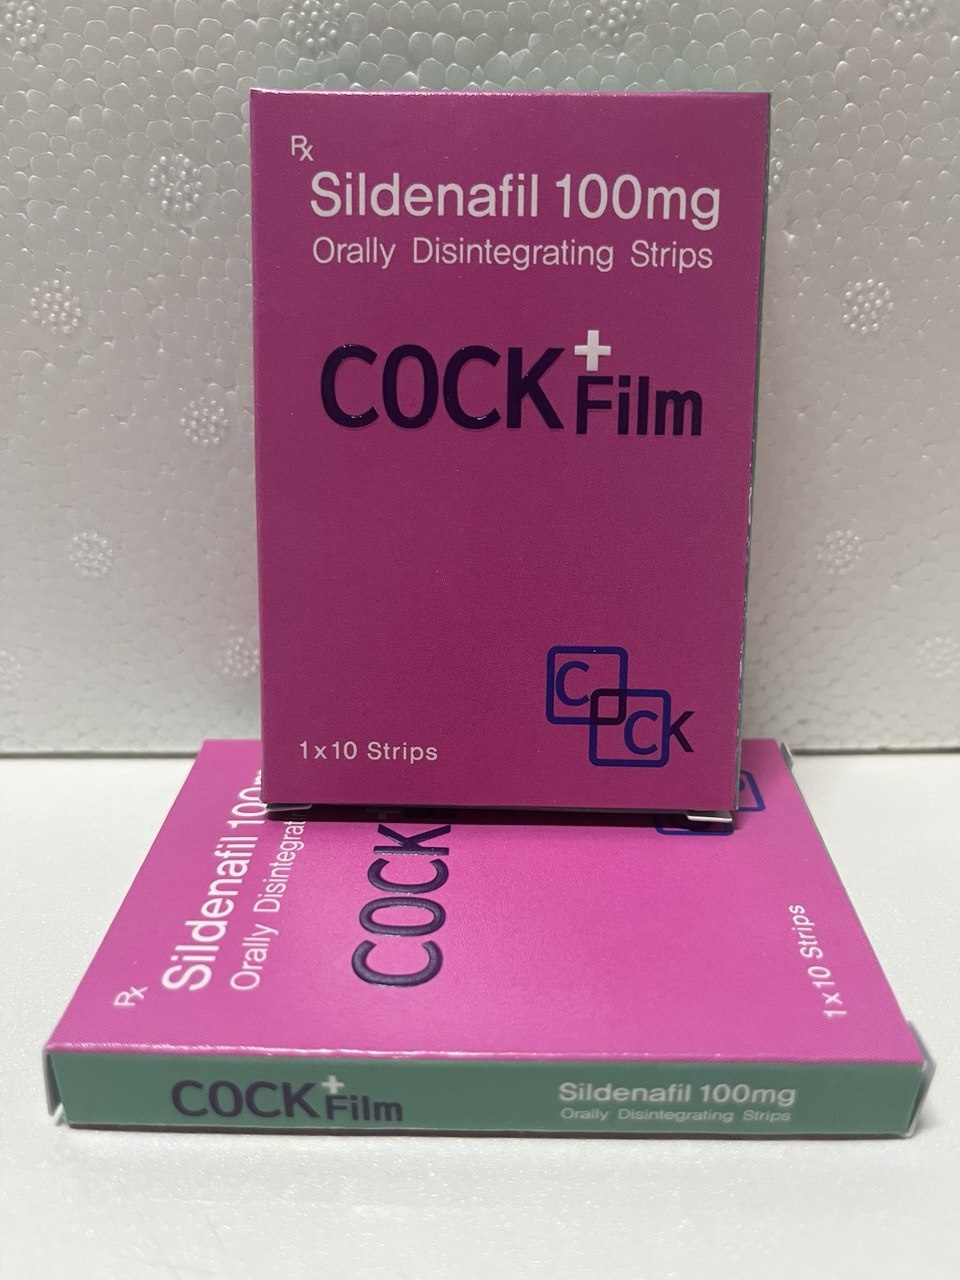 Rx
Sildenafil 100mg
Orally Disintegrating Strips
COCK+ Film
COCK
1x10 Strips
Rx
Sildenafil 100m
Orally Disintegrat
COCK
1x10 Strips
COCK+ Film
Sildenafil 100mg
Orally Disintegrating Strips